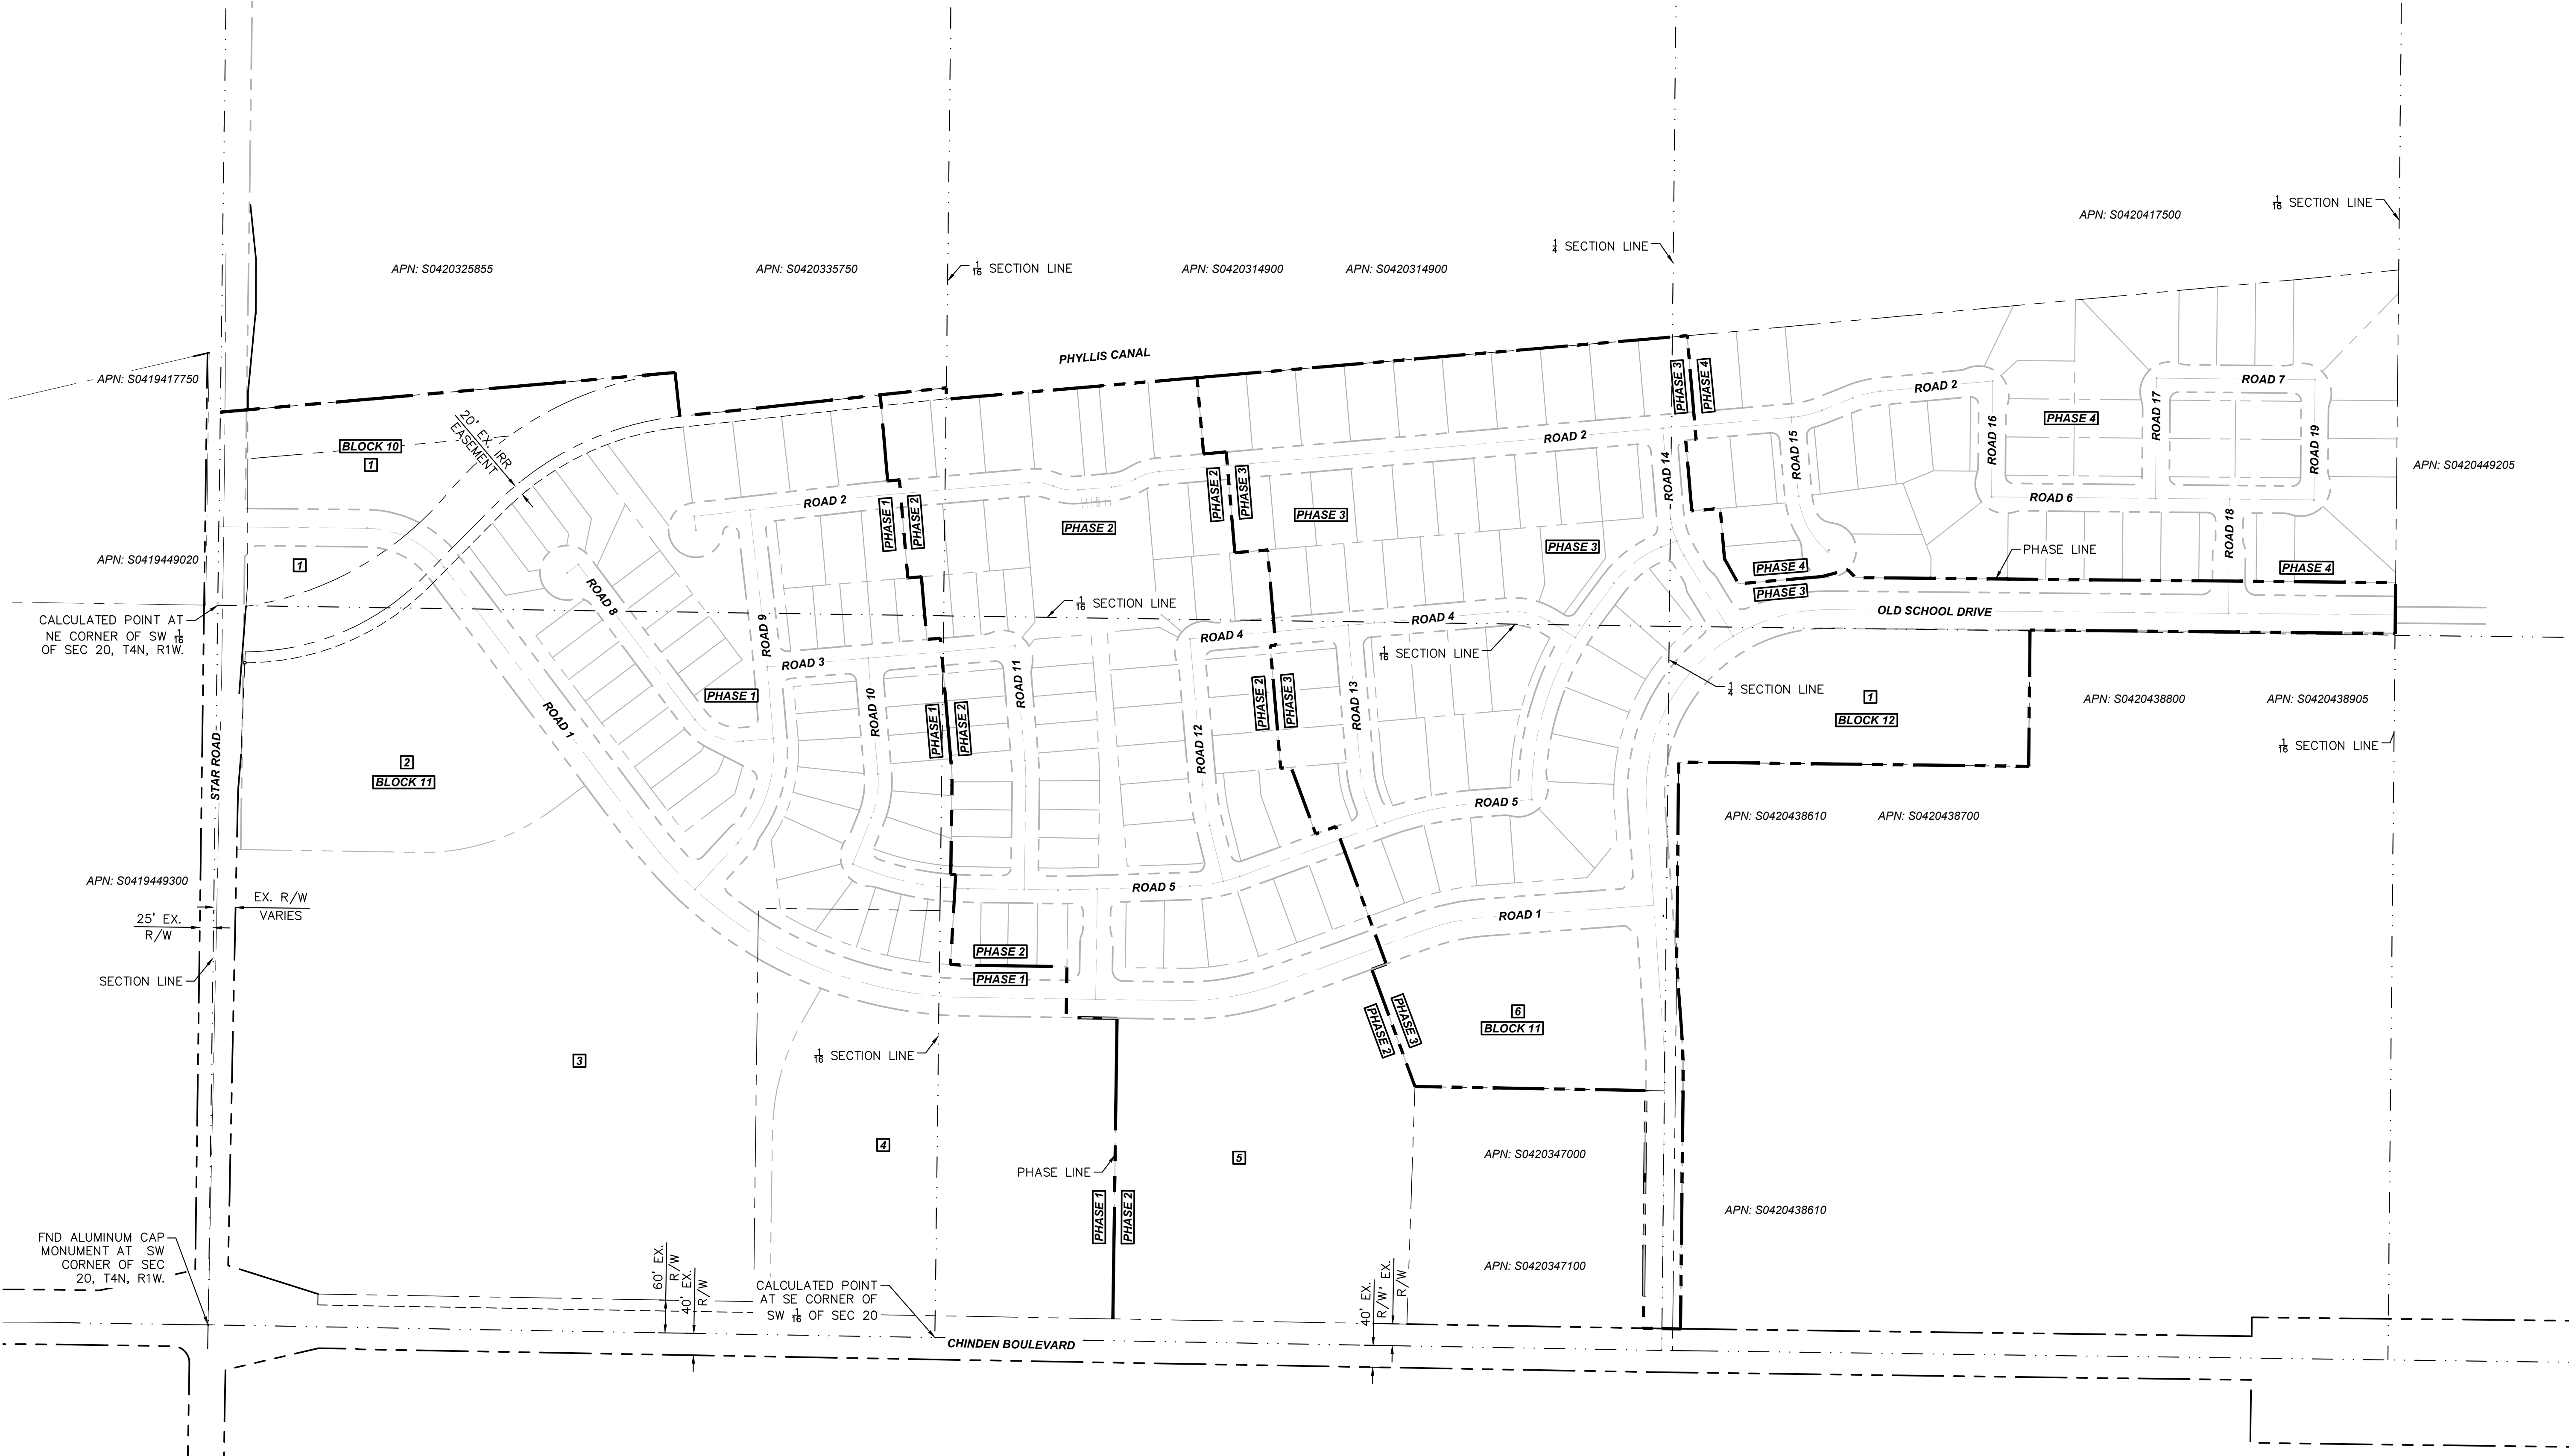 APN: S0420417500
1/16 SECTION LINE
1/4 SECTION LINE
APN: S0420325855
APN: S0420335750
1/16 SECTION LINE
APN: S0420314900
APN: S0420314900
PHYLLIS CANAL
APN: S0419417750
PHASE 3
PHASE 4
ROAD 2
ROAD 7
20' EX. IRR
EASEMENT
BLOCK 10
1
ROAD 2
ROAD 16
PHASE 4
ROAD 17
ROAD 19
ROAD 15
ROAD 14
APN: S0420449205
ROAD 2
PHASE 1
PHASE 2
PHASE 2
PHASE 2
PHASE 3
PHASE 3
ROAD 6
ROAD 18
PHASE 3
PHASE LINE
APN: S0419449020
1
ROAD 8
PHASE 4
PHASE 3
PHASE 4
1/16 SECTION LINE
OLD SCHOOL DRIVE
CALCULATED POINT AT
NE CORNER OF SW 1/16
OF SEC 20, T4N, R1W.
ROAD 9
ROAD 4
ROAD 4
ROAD 3
1/16 SECTION LINE
PHASE 1
ROAD 10
ROAD 11
ROAD 12
ROAD 13
PHASE 1
PHASE 2
PHASE 2
PHASE 3
1/4 SECTION LINE
1
BLOCK 12
APN: S0420438800
APN: S0420438905
1/16 SECTION LINE
ROAD 1
STAR ROAD
2
BLOCK 11
ROAD 5
APN: S0420438610
APN: S0420438700
APN: S0419449300
ROAD 5
EX. R/W
VARIES
25' EX.
R/W
ROAD 1
PHASE 2
PHASE 1
SECTION LINE
6
BLOCK 11
PHASE 2
PHASE 3
1/16 SECTION LINE
3
4
5
PHASE LINE
APN: S0420347000
PHASE 1
PHASE 2
APN: S0420438610
FND ALUMINUM CAP
MONUMENT AT SW
CORNER OF SEC
20, T4N, R1W.
60' EX.
R/W
40' EX.
R/W
CALCULATED POINT
AT SE CORNER OF
SW 1/16 OF SEC 20
APN: S0420347100
40' EX.
R/W' EX.
R/W
CHINDEN BOULEVARD